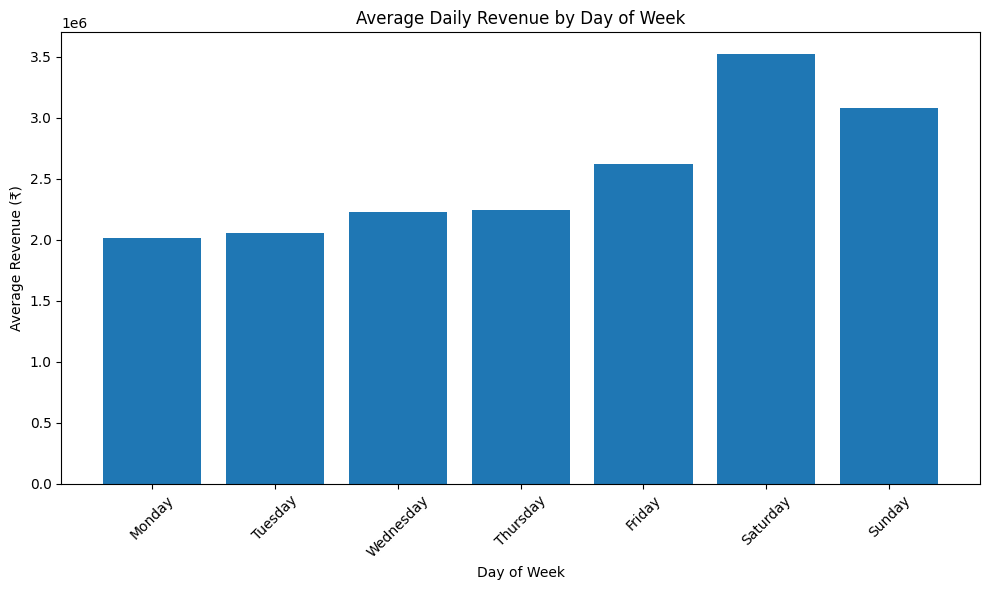 Average Daily Revenue by Day of Week
1e6
3.5
3.0
2.5
2.0
1.5
1.0
0.5
0.0
Average Revenue (₹)
Monday
Tuesday
Wednesday
Thursday
Friday
Saturday
Sunday
Day of Week